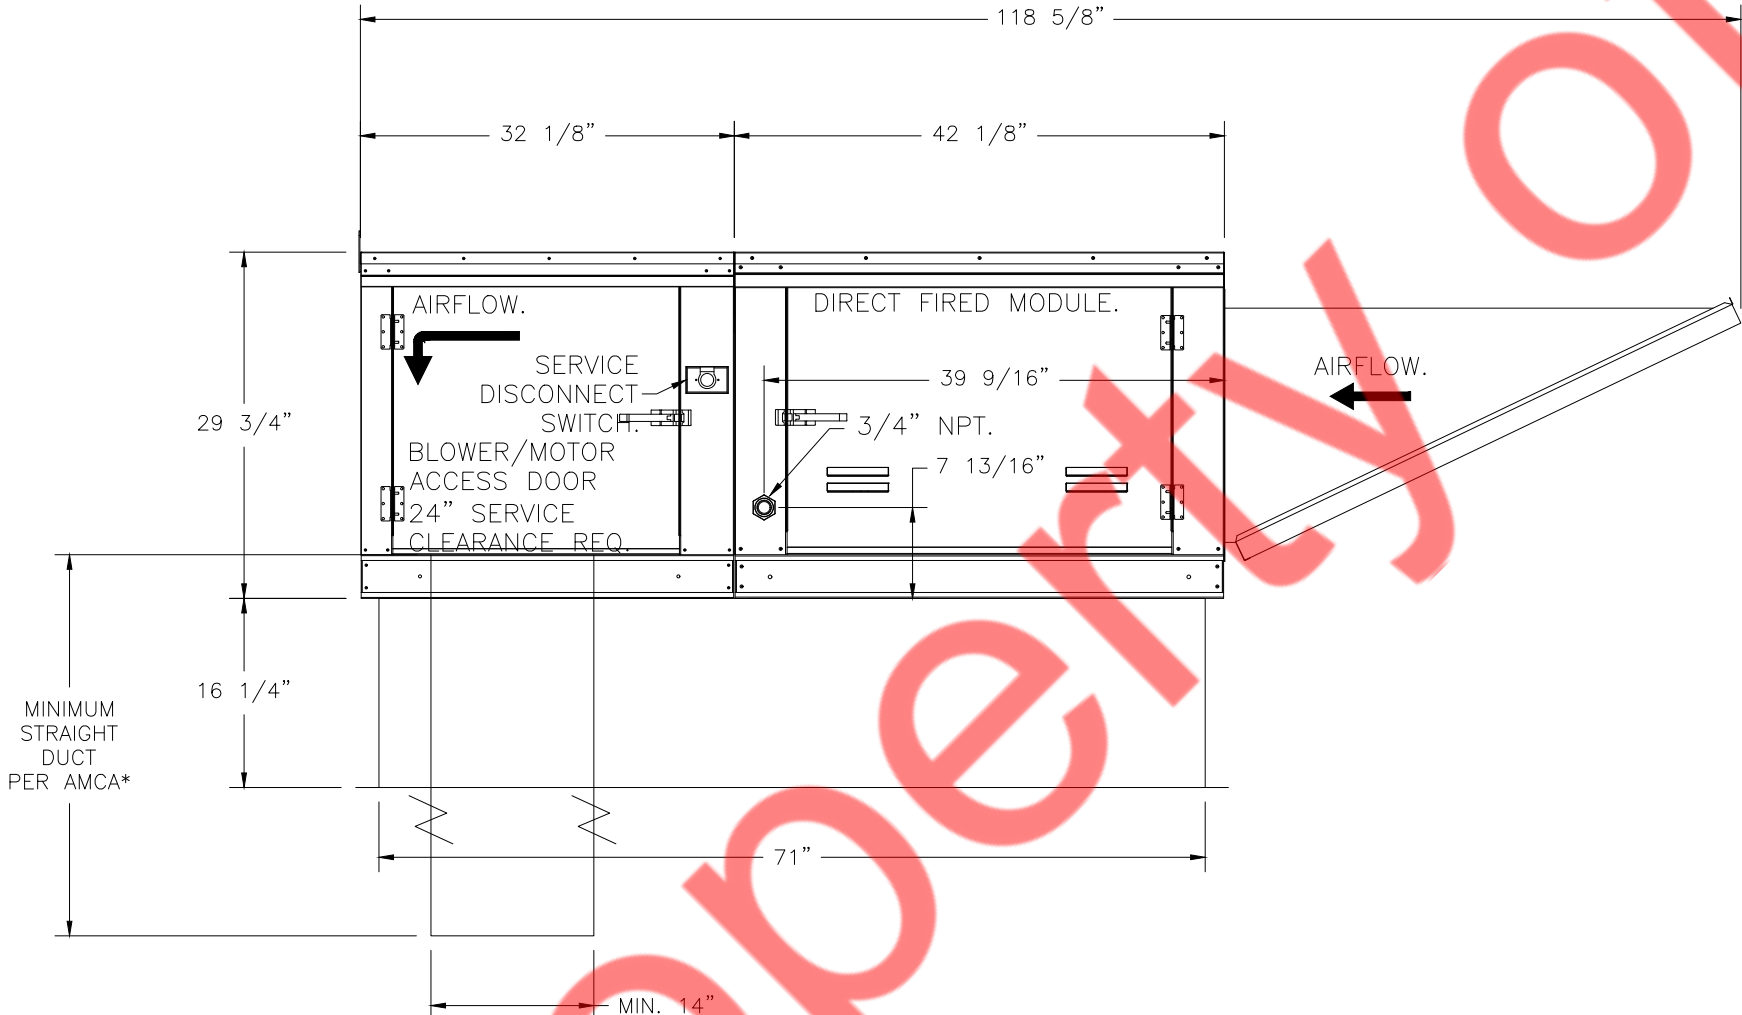 118 5/8"
32 1/8"
42 1/8"
AIRFLOW.
DIRECT FIRED MODULE.
SERVICE
DISCONNECT
SWITCH.
39 9/16"
AIRFLOW.
29 3/4"
3/4" NPT.
BLOWER/MOTOR
ACCESS DOOR
24" SERVICE
CLEARANCE REQ.
7 13/16"
16 1/4"
MINIMUM
STRAIGHT
DUCT
PER AMCA*
71"
MIN. 14"
perty of